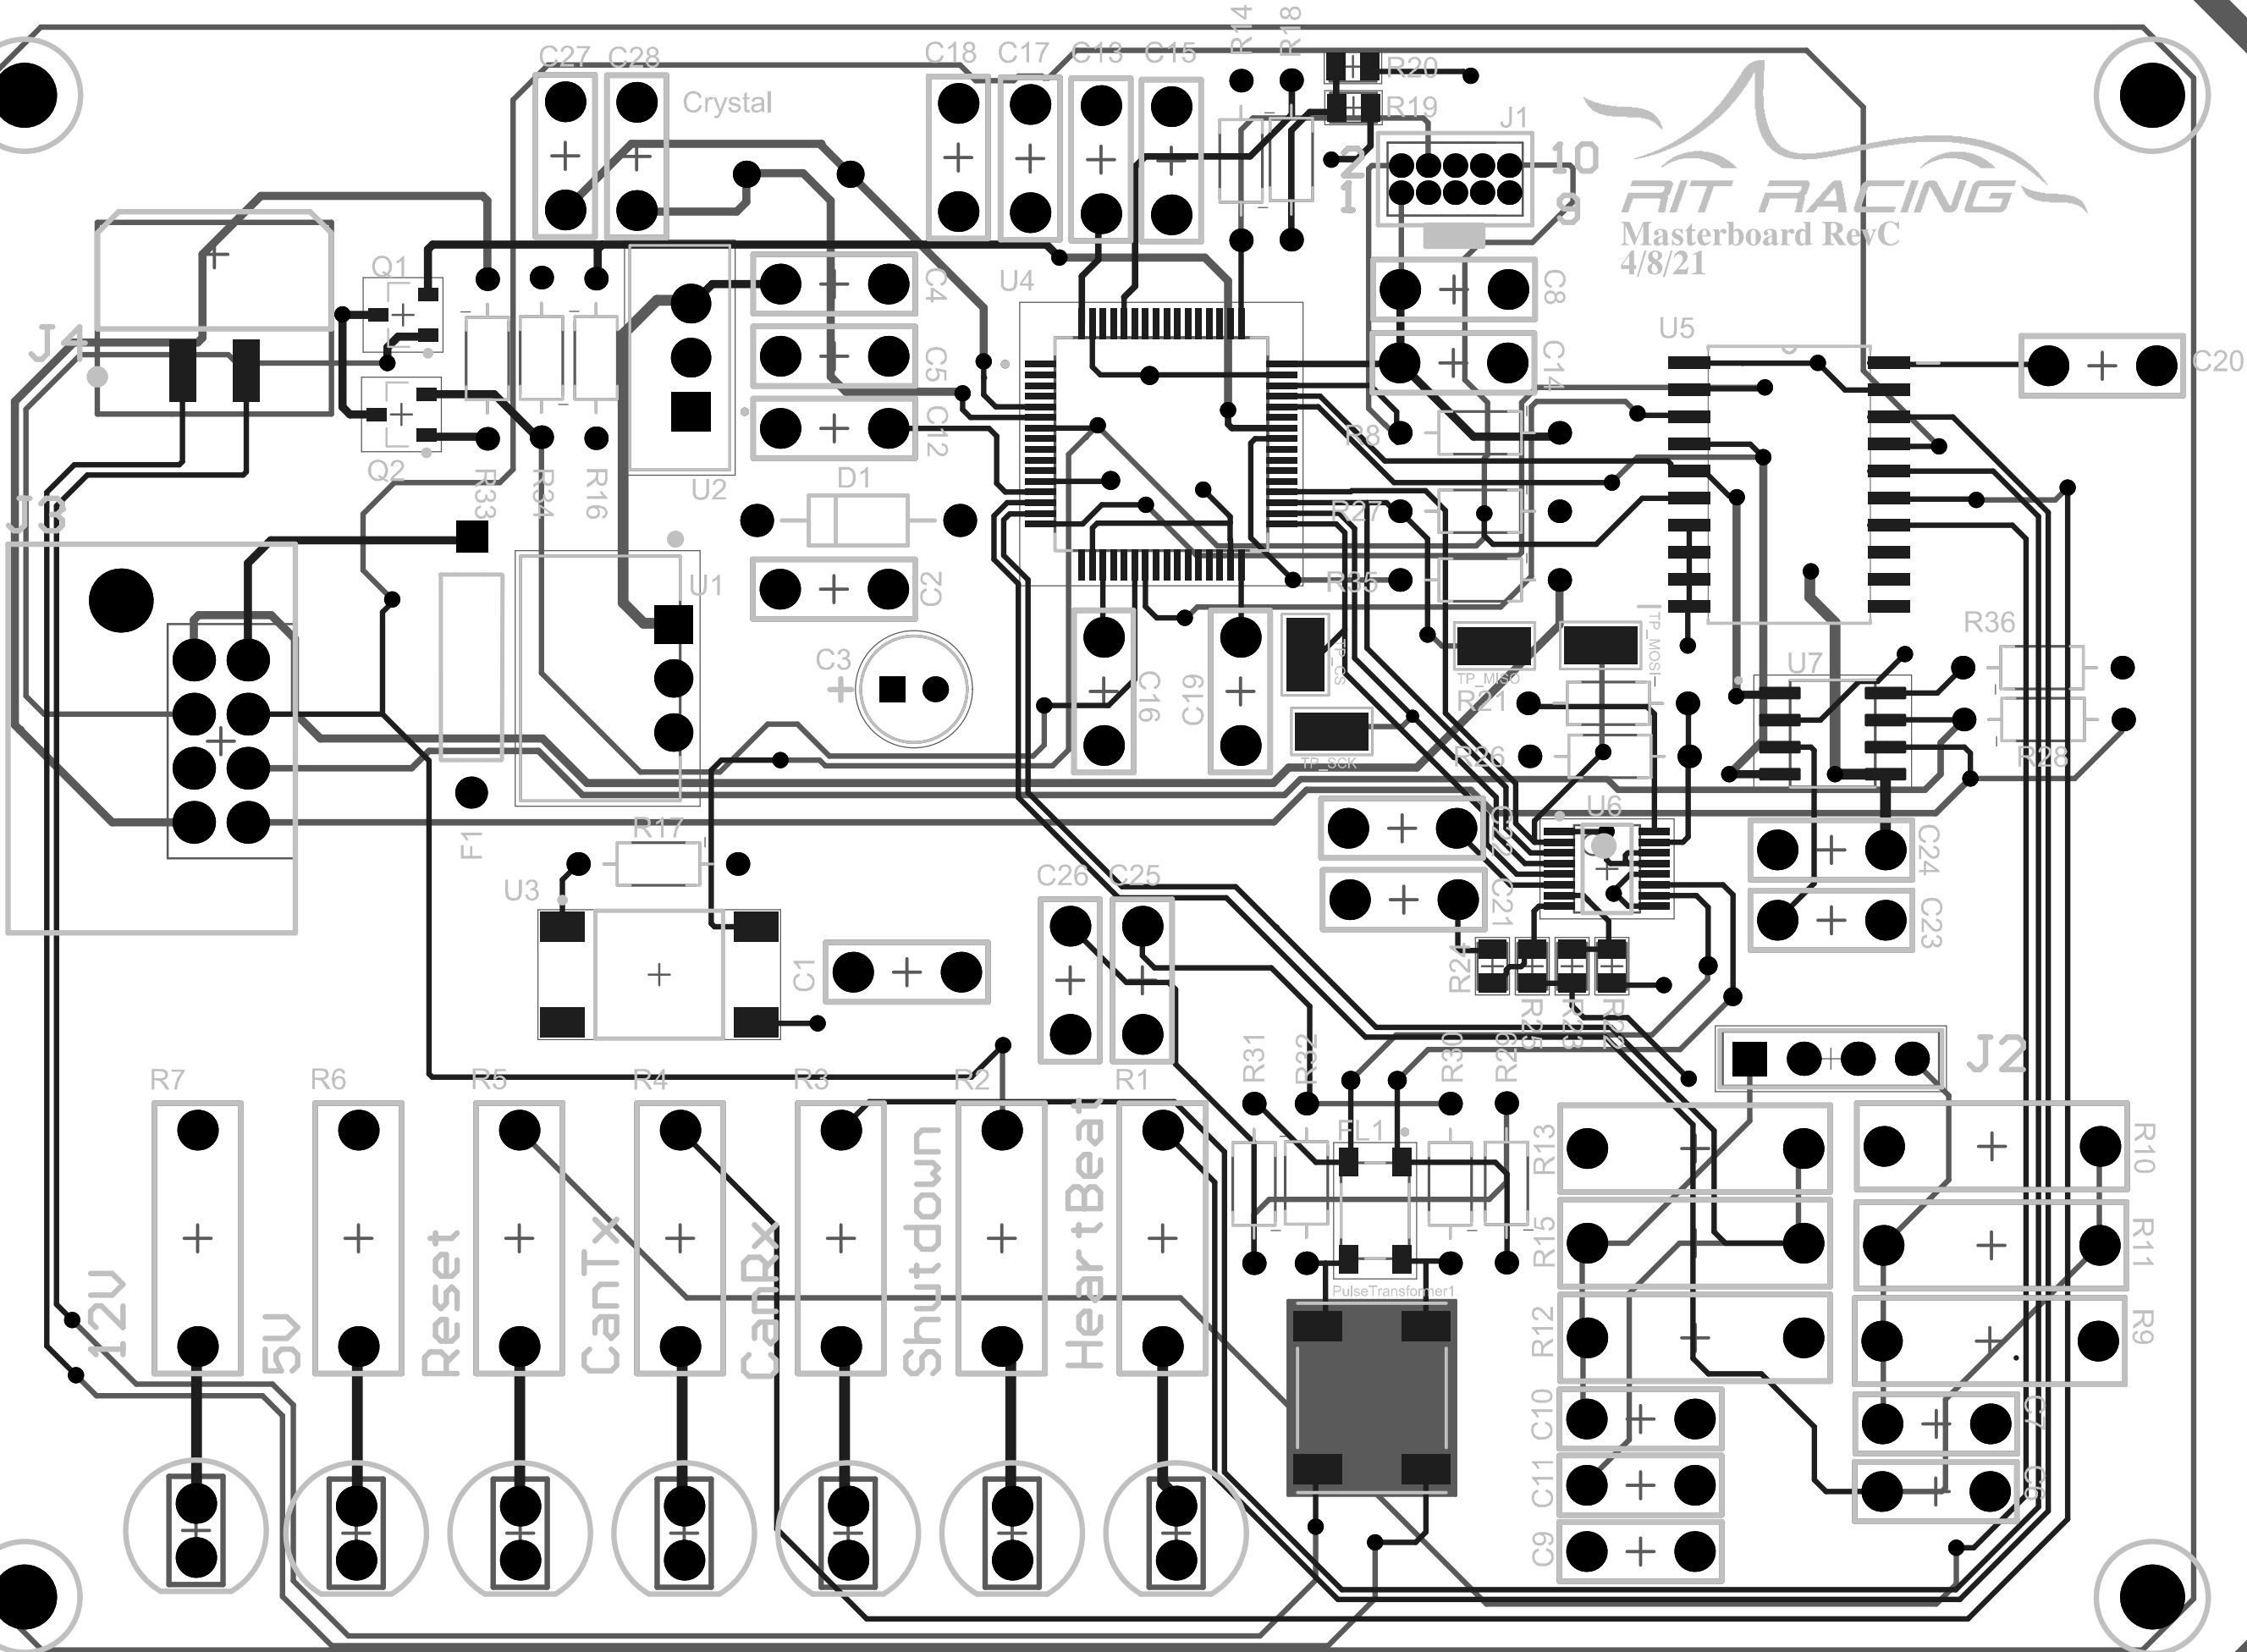 C27
C28
Crystal
C18
C17
C13
C15
R14
R18
R20
R19
J1
2
1
10
9
RIT RACING
Masterboard RevC
4/8/21
Q1
J4
Q2
R33
R34
R16
U2
C4
C5
C12
U4
C8
C14
U5
C20
R8
R27
R35
D1
J3
U1
C2
C3
+
C16
C19
TP_CS
TP_SCK
TP_MISO
TP_MOSI
R21
R26
U7
R36
R28
U6
F1
R17
U3
C1
C26
C25
C22
C21
C24
C23
R24
R25
R23
R22
J2
R7
R6
R5
R4
R3
R2
R1
12V
5V
Reset
CanTx
CanRx
Shutdown
HeartBeat
R31
R32
R30
R29
FL1
PulseTransformer1
R13
R15
R12
R10
R11
R9
C10
C11
C9
C7
C6